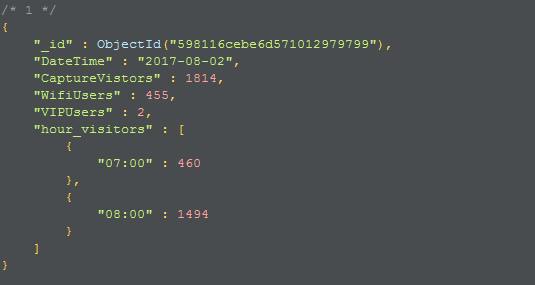 /* 1 */
{
    "_id" : ObjectId("598116cebe6d571012979799"),
    "DateTime" : "2017-08-02",
    "CaptureVistors" : 1814,
    "WifiUsers" : 455,
    "VIPUsers" : 2,
    "hour_visitors" : [
        {
            "07:00" : 460
        },
        {
            "08:00" : 1494
        }
    ]
}